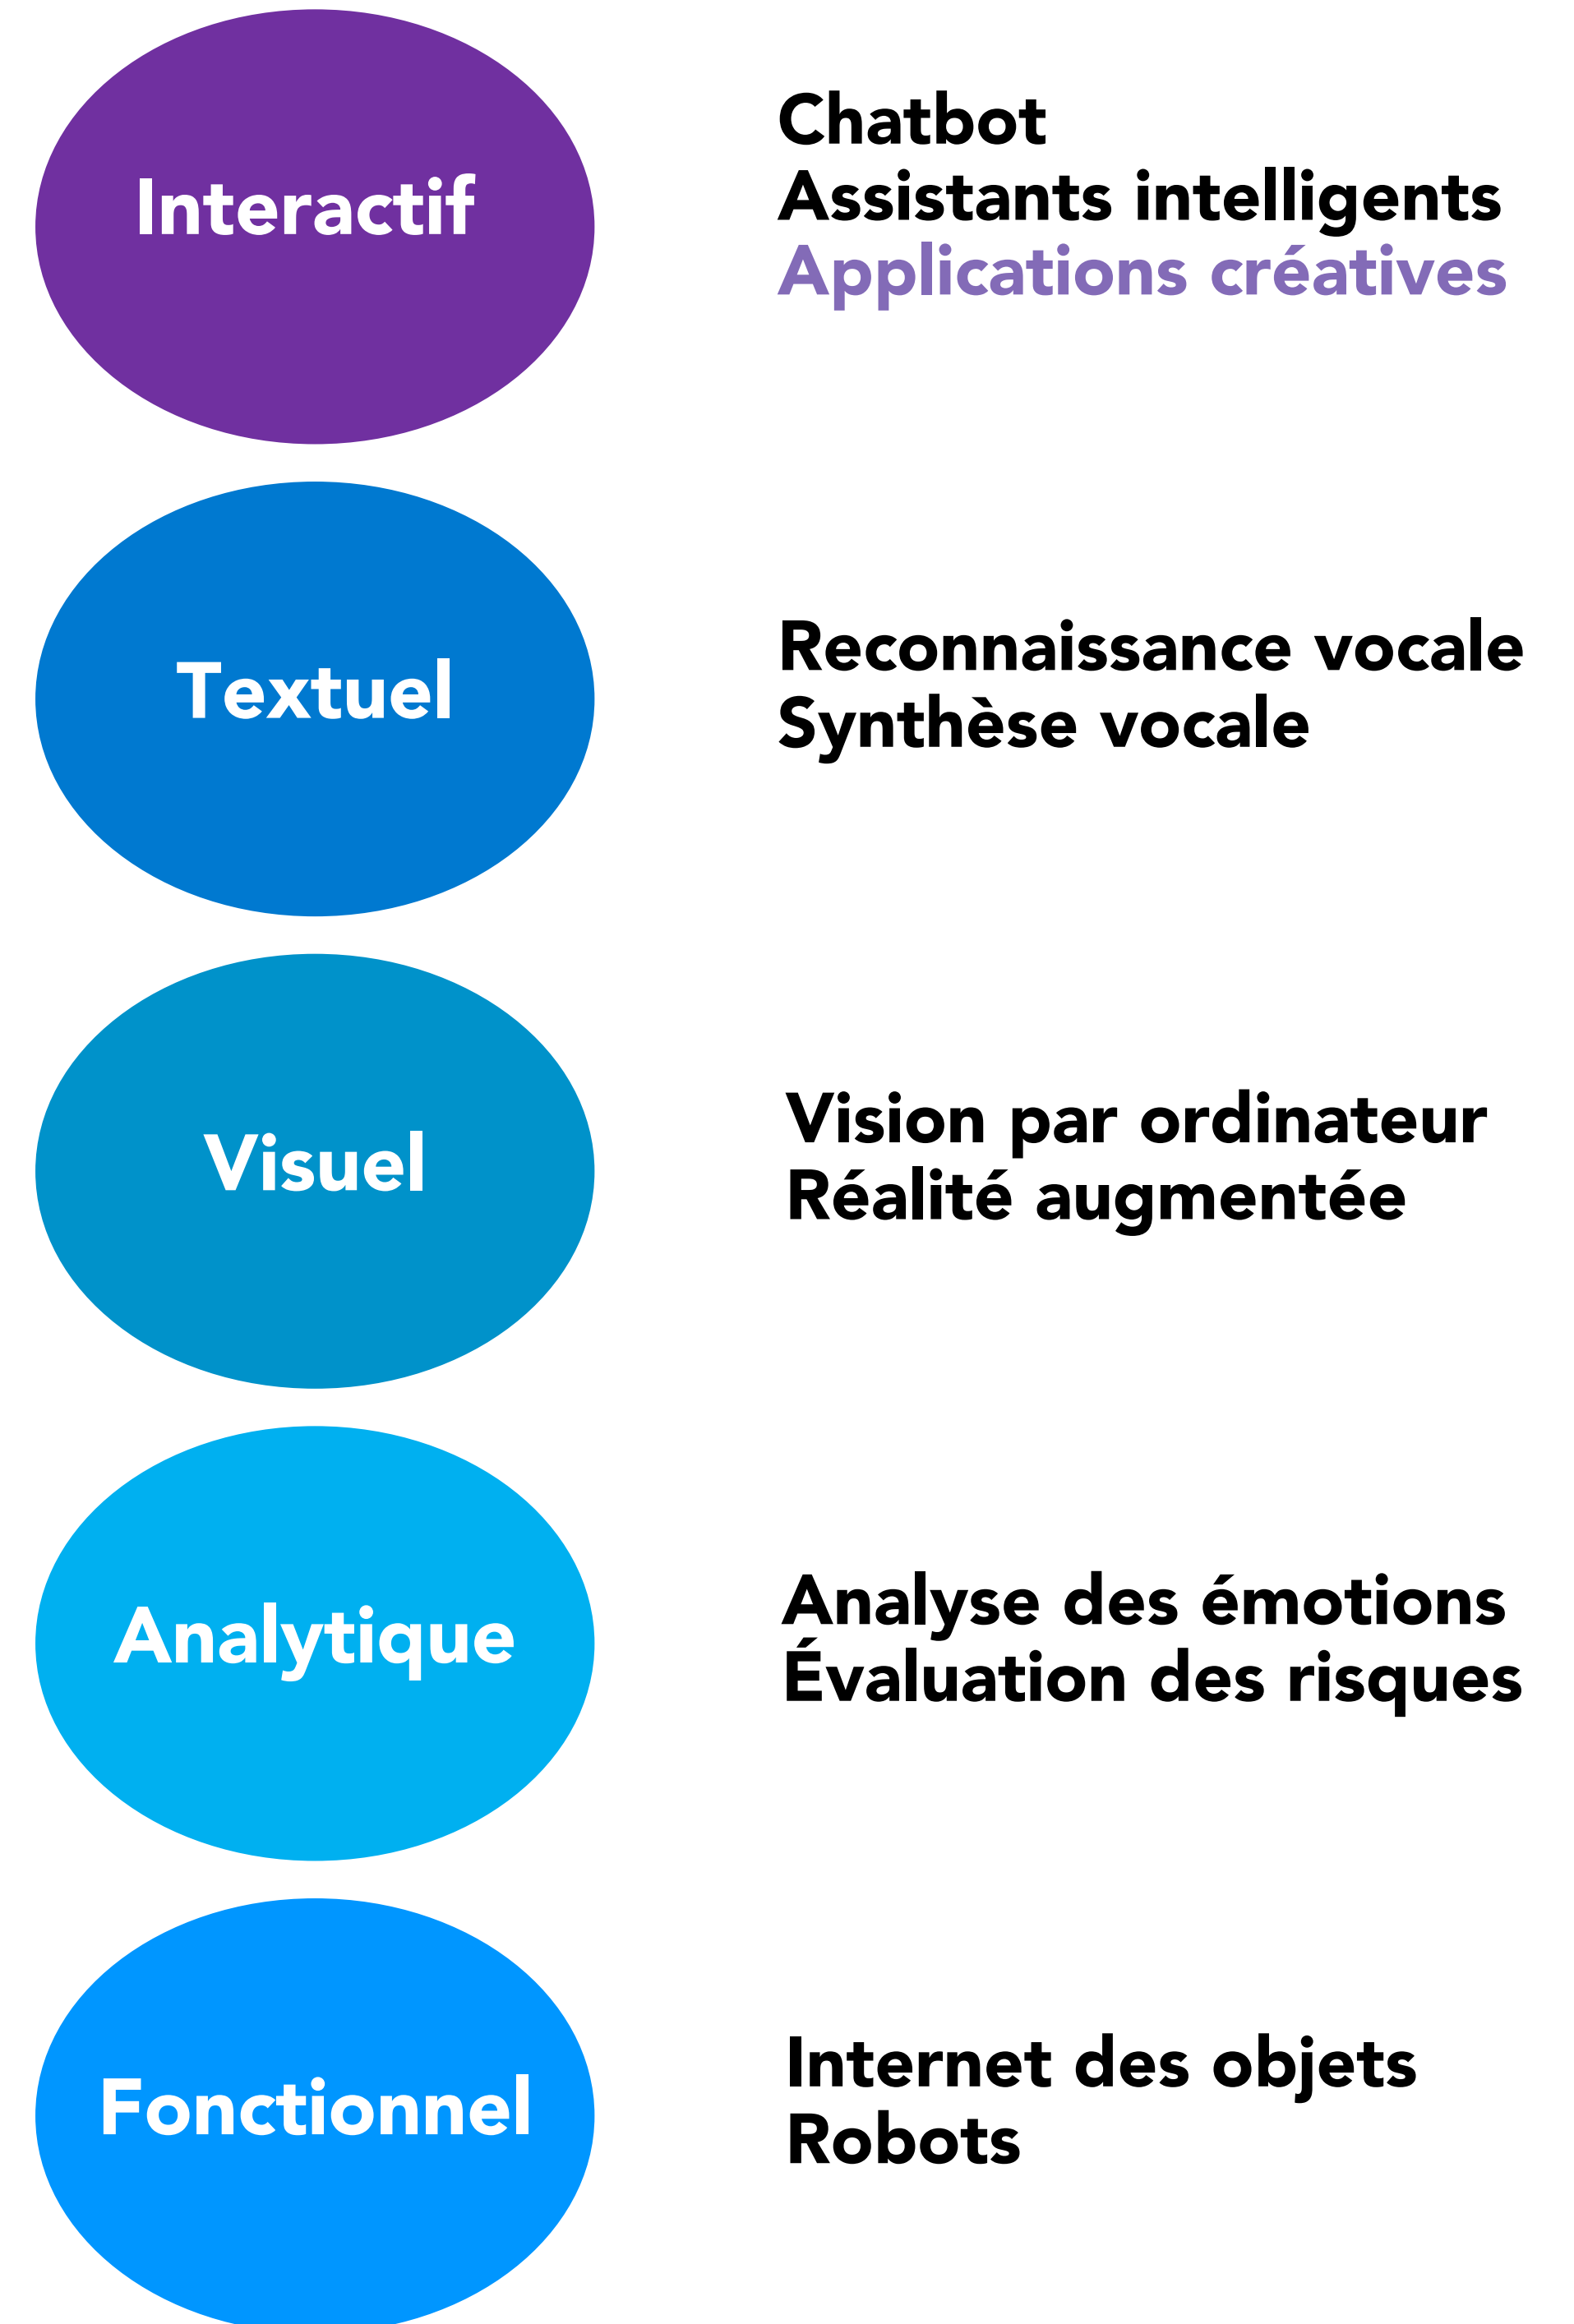 Interactif
Chatbot
Assistants intelligents
Applications créatives
Textuel
Reconnaissance vocale
Synthèse vocale
Visuel
Vision par ordinateur
Réalité augmentée
Analytique
Analyse des émotions
Évaluation des risques
Fonctionnel
Internet des objets
Robots